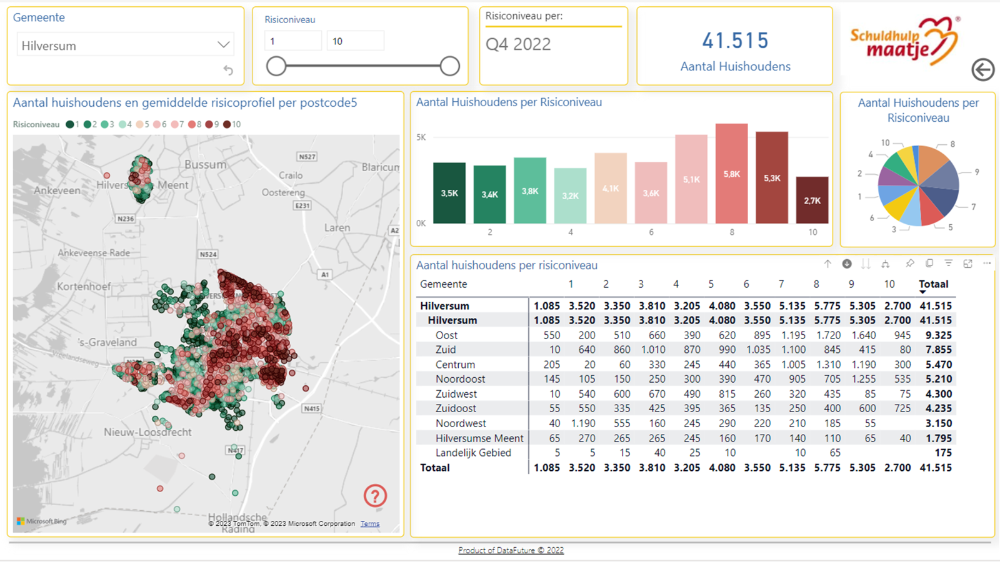 Gemeente
Hilversum
Risiconiveau
1
10
Risiconiveau per:
Q4 2022
41.515
Aantal Huishoudens
Schuldhulp
maatje®
Aantal huishoudens en gemiddelde risicoprofiel per postcode5
Risiconiveau 1 2 3 4 5 6 7 8 9 10
N527
Bussum
Blaricum
Crailo
Ankeveen
Hilvers
Meent
Oostereng
E231
N236
Laren
A2
Ankeveense Rade
N524
A1
Kortenhoef
's-Graveland
Vreelandseweg
N415
Nieuw-Loosdrecht
N417
?
Hollandsche
Rading
Microsoft Bing
© 2023 TomTom, © 2023 Microsoft Corporation Terms
Aantal Huishoudens per Risiconiveau
5K
0K
3,5K 3,4K 3,8K 3,2K 4,1K 3,6K 5,1K 5,8K 5,3K 2,7K
2 4 6 8 10
Aantal Huishoudens per
Risiconiveau
10
8
4
9
2
1
7
6
3
5
Aantal huishoudens per risiconiveau
Gemeente 1 2 3 4 5 6 7 8 9 10 Totaal
Hilversum 1.085 3.520 3.350 3.810 3.205 4.080 3.550 5.135 5.775 5.305 2.700 41.515
Hilversum 1.085 3.520 3.350 3.810 3.205 4.080 3.550 5.135 5.775 5.305 2.700 41.515
Oost 550 200 510 660 390 620 895 1.195 1.720 1.640 945 9.325
Zuid 10 640 860 1.010 870 990 1.035 1.100 845 415 80 7.855
Centrum 205 20 60 330 245 440 365 1.005 1.310 1.190 300 5.470
Noordoost 145 105 150 250 300 390 470 905 705 1.255 535 5.210
Zuidwest 10 540 600 670 490 815 260 320 435 85 75 4.300
Zuidoost 55 550 335 425 395 365 135 250 400 600 725 4.235
Noordwest 40 1.190 555 160 245 290 220 210 185 55 3.150
Hilversumse Meent 65 270 265 265 245 160 170 140 110 65 40 1.795
Landelijk Gebied 5 5 15 40 25 10 10 65 175
Totaal 1.085 3.520 3.350 3.810 3.205 4.080 3.550 5.135 5.775 5.305 2.700 41.515
Product of DataFuture © 2022